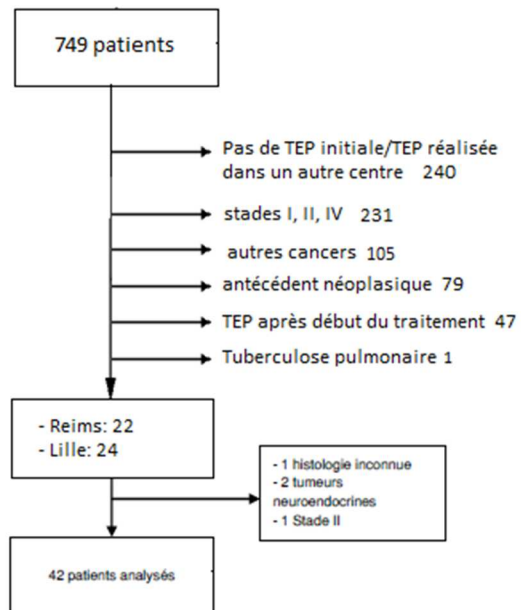 749 patients
Pas de TEP initiale/TEP réalisée
dans un autre centre 240
stades I, II, IV 231
autres cancers 105
antécédent néoplasique 79
TEP après début du traitement 47
Tuberculose pulmonaire 1
- Reims: 22
- Lille: 24
- 1 histologie inconnue
- 2 tumeurs
neuroendocrines
- 1 Stade II
42 patients analysés